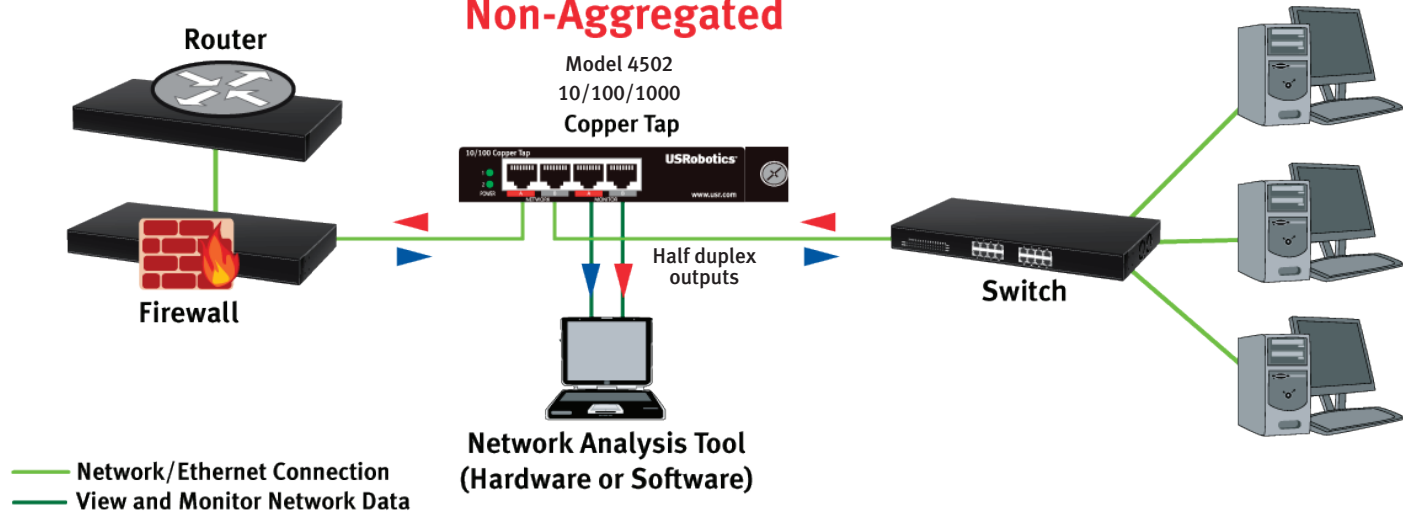 Non-Aggregated
Router
Model 4502
10/100/1000
Copper Tap
10/100 Copper Tap
USRobotics
1
2
POWER
A B A B
NETWORK MONITOR
www.usr.com
Half duplex
outputs
Firewall
Switch
Network Analysis Tool
(Hardware or Software)
Network/Ethernet Connection
View and Monitor Network Data